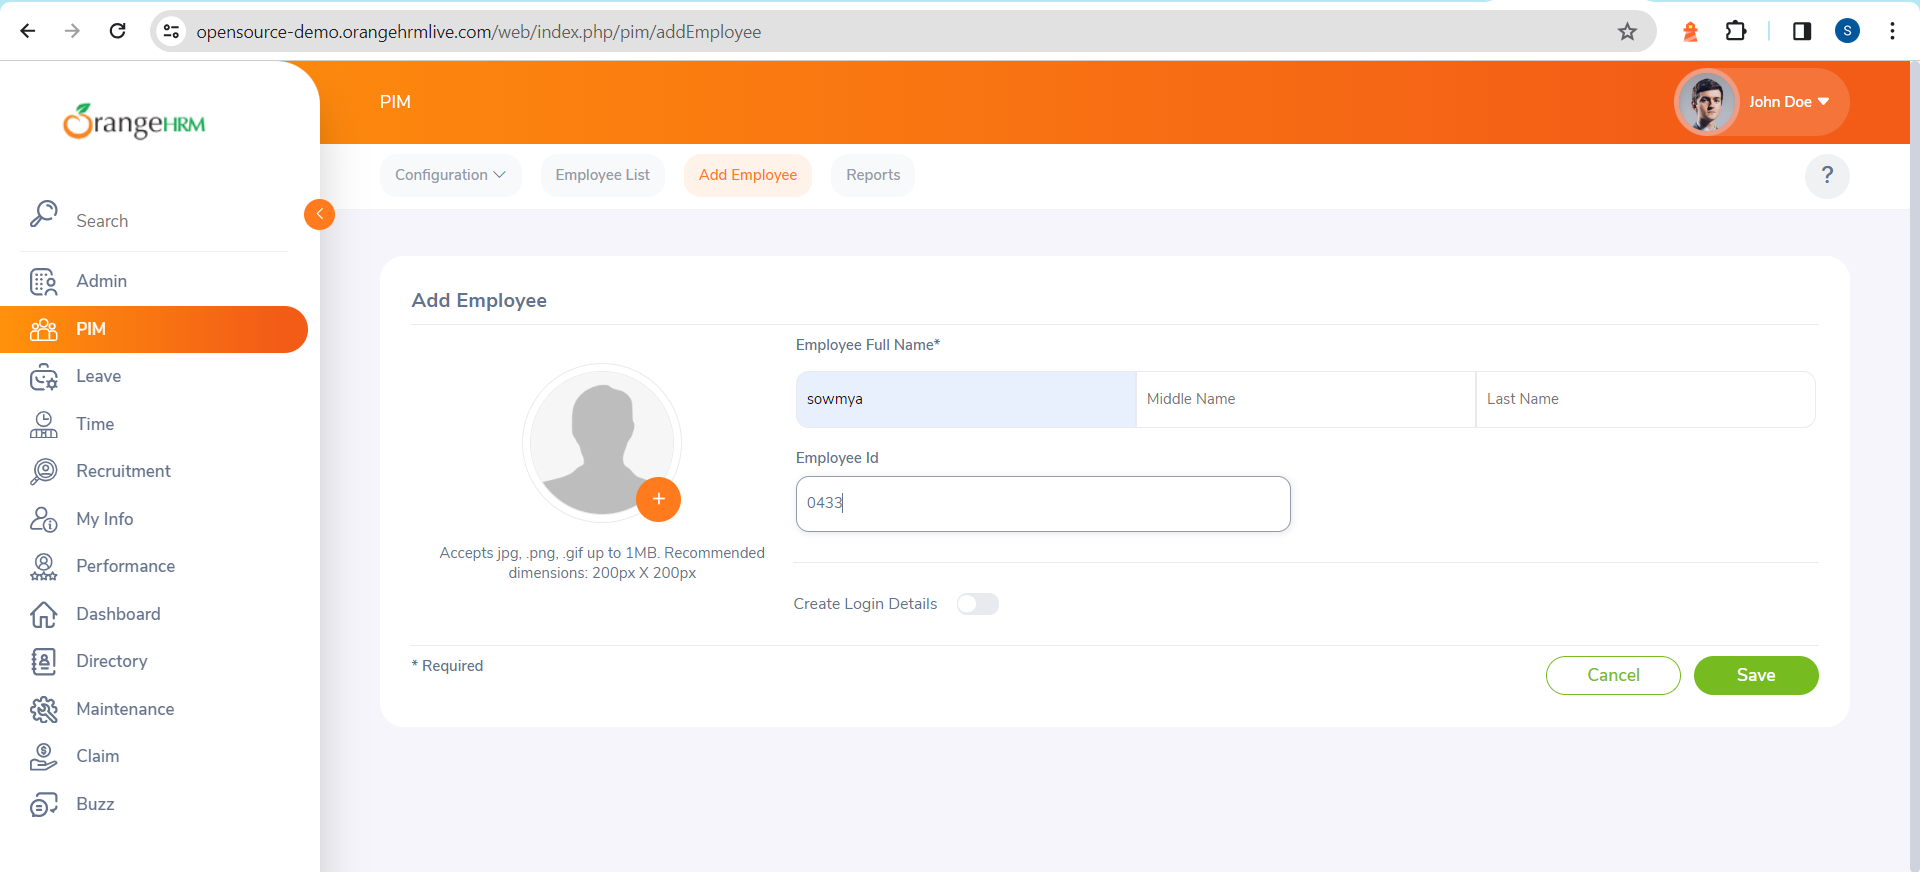 opensource-demo.orangehrmlive.com/web/index.php/pim/addEmployee
S
OrangeHRM
PIM
John Doe
Configuration
Employee List
Add Employee
Reports
?
Search
Admin
PIM
Leave
Time
Recruitment
My Info
Performance
Dashboard
Directory
Maintenance
Claim
Buzz
Add Employee
Employee Full Name*
sowmya
Middle Name
Last Name
Employee Id
0433
+
Accepts jpg, .png, .gif up to 1MB. Recommended
dimensions: 200px X 200px
Create Login Details
* Required
Cancel
Save